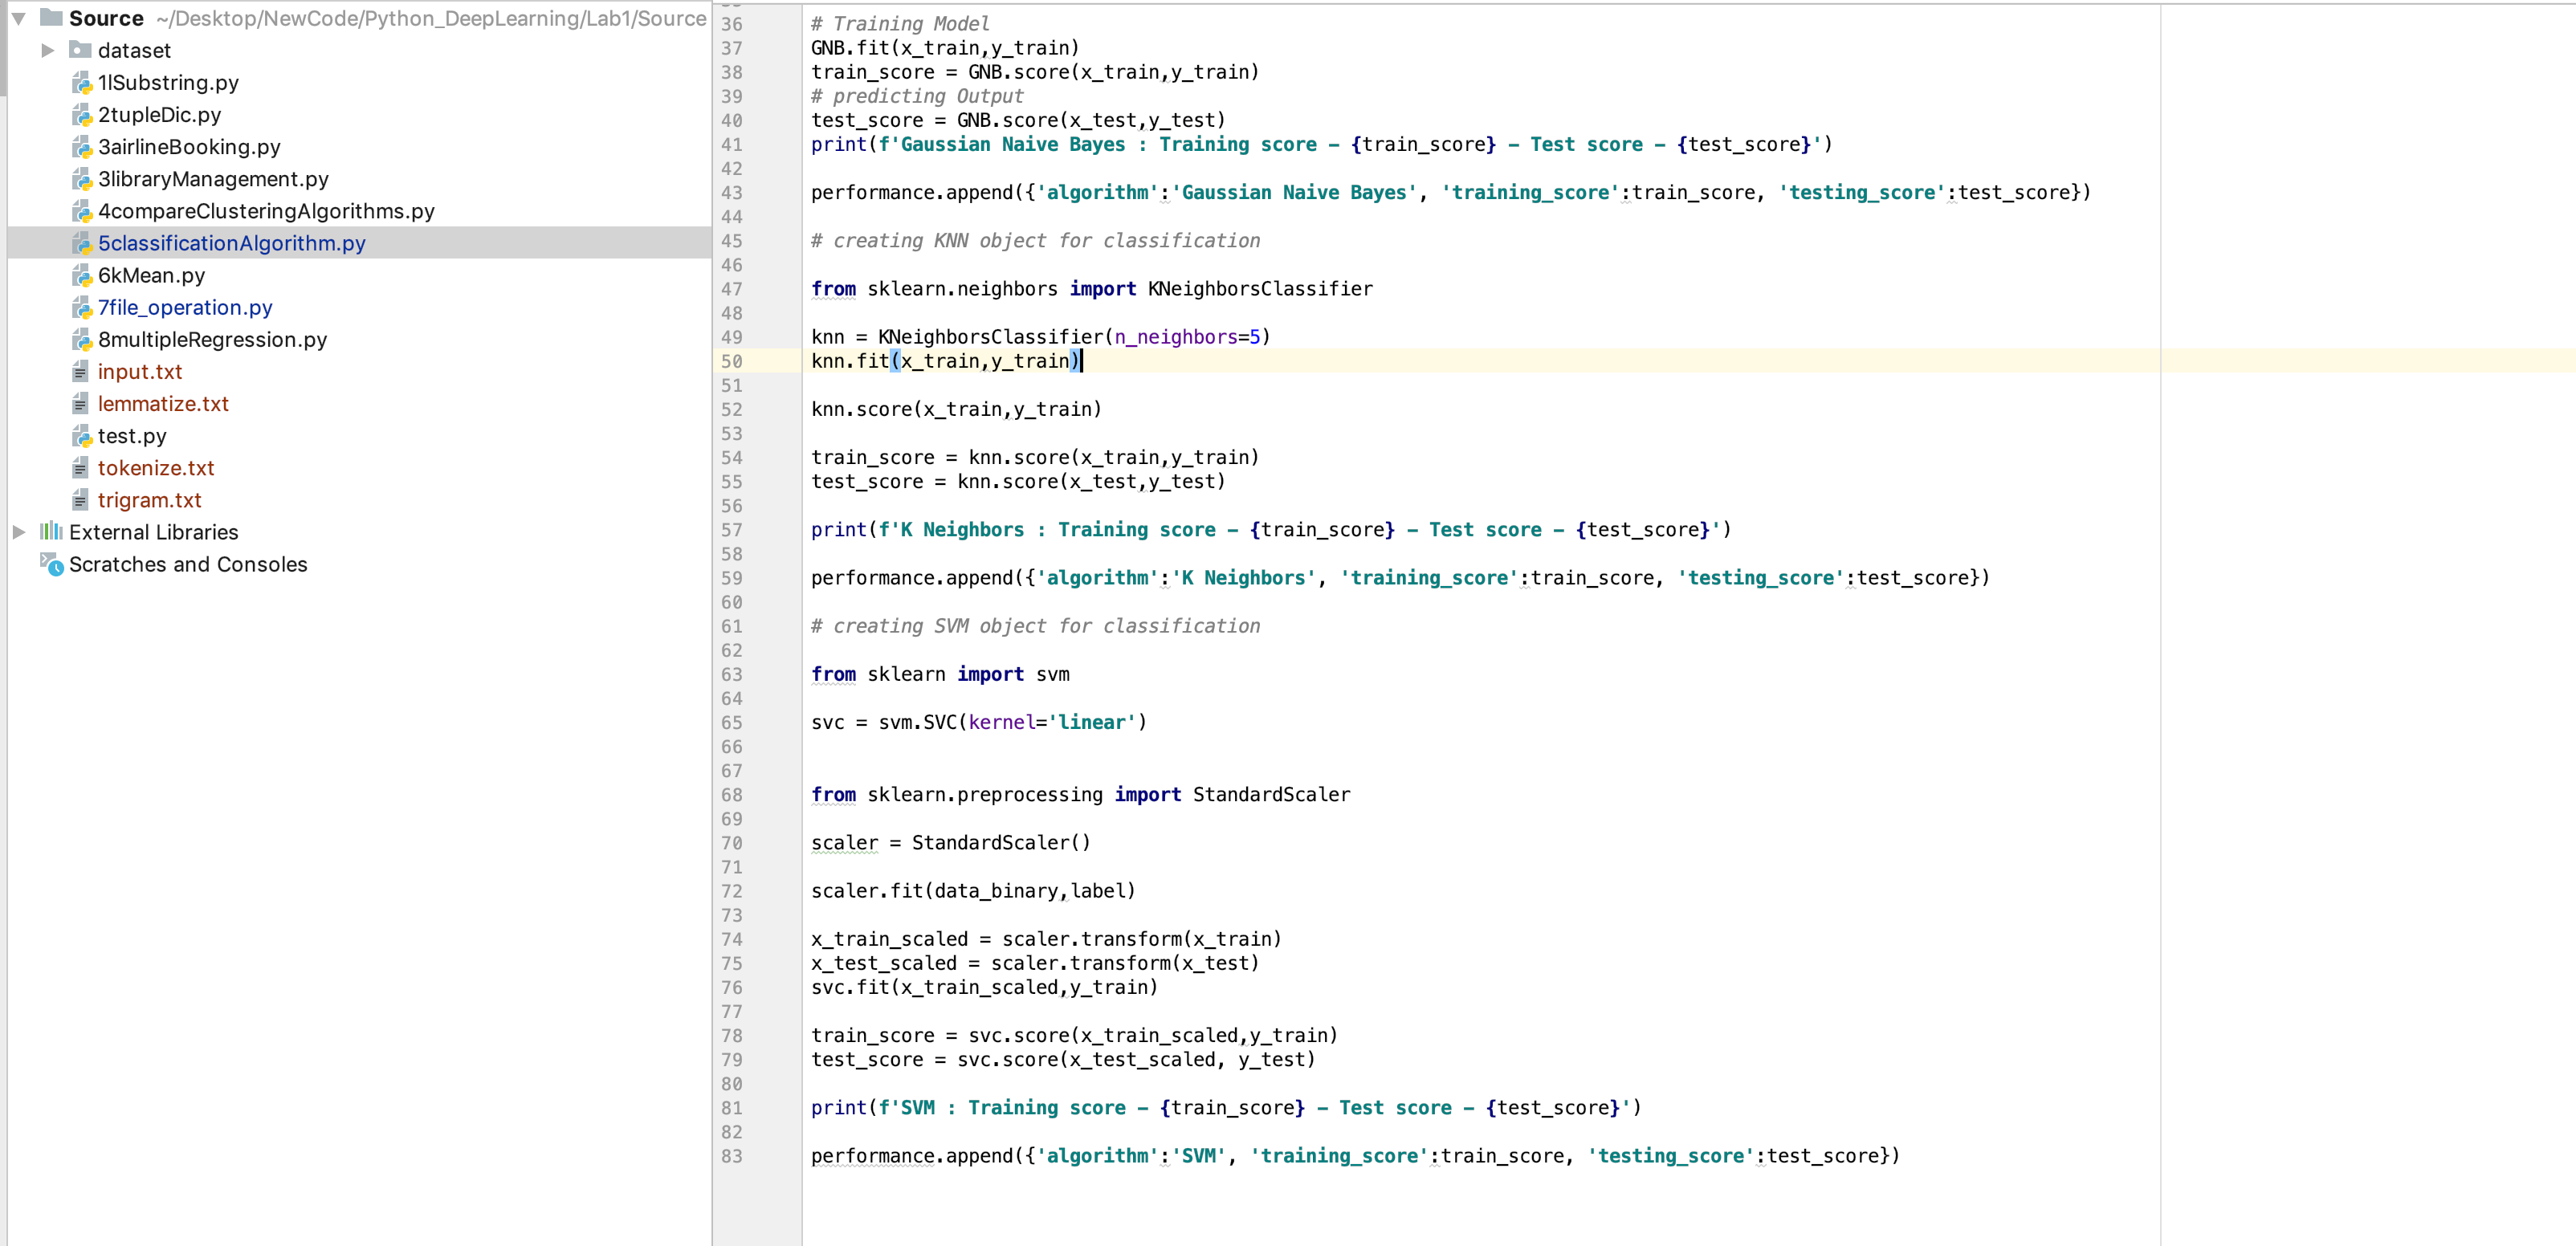 Source ~/Desktop/NewCode/Python_DeepLearning/Lab1/Source
dataset
1lSubstring.py
2tupleDic.py
3airlineBooking.py
3libraryManagement.py
4compareClusteringAlgorithms.py
5classificationAlgorithm.py
6kMean.py
7file_operation.py
8multipleRegression.py
input.txt
lemmatize.txt
test.py
tokenize.txt
trigram.txt
External Libraries
Scratches and Consoles
36 # Training Model
37 GNB.fit(x_train,y_train)
38 train_score = GNB.score(x_train,y_train)
39 # predicting Output
40 test_score = GNB.score(x_test,y_test)
41 print(f'Gaussian Naive Bayes : Training score - {train_score} - Test score - {test_score}')
42
43 performance.append({'algorithm':'Gaussian Naive Bayes', 'training_score':train_score, 'testing_score':test_score})
44
45 # creating KNN object for classification
46
47 from sklearn.neighbors import KNeighborsClassifier
48
49 knn = KNeighborsClassifier(n_neighbors=5)
50 knn.fit(x_train,y_train)
51
52 knn.score(x_train,y_train)
53
54 train_score = knn.score(x_train,y_train)
55 test_score = knn.score(x_test,y_test)
56
57 print(f'K Neighbors : Training score - {train_score} - Test score - {test_score}')
58
59 performance.append({'algorithm':'K Neighbors', 'training_score':train_score, 'testing_score':test_score})
60
61 # creating SVM object for classification
62
63 from sklearn import svm
64
65 svc = svm.SVC(kernel='linear')
66
67
68 from sklearn.preprocessing import StandardScaler
69
70 scaler = StandardScaler()
71
72 scaler.fit(data_binary,label)
73
74 x_train_scaled = scaler.transform(x_train)
75 x_test_scaled = scaler.transform(x_test)
76 svc.fit(x_train_scaled,y_train)
77
78 train_score = svc.score(x_train_scaled,y_train)
79 test_score = svc.score(x_test_scaled, y_test)
80
81 print(f'SVM : Training score - {train_score} - Test score - {test_score}')
82
83 performance.append({'algorithm':'SVM', 'training_score':train_score, 'testing_score':test_score})